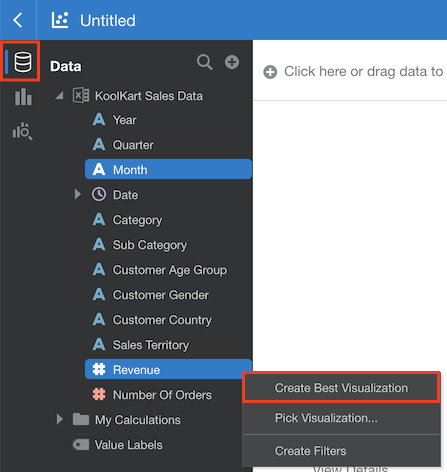 Untitled
Data
Click here or drag data to
KoolKart Sales Data
A Year
A Quarter
A Month
Date
A Category
A Sub Category
A Customer Age Group
A Customer Gender
A Customer Country
A Sales Territory
# Revenue
# Number Of Orders
Create Best Visualization
Pick Visualization...
My Calculations
Value Labels
Create Filters
View Details